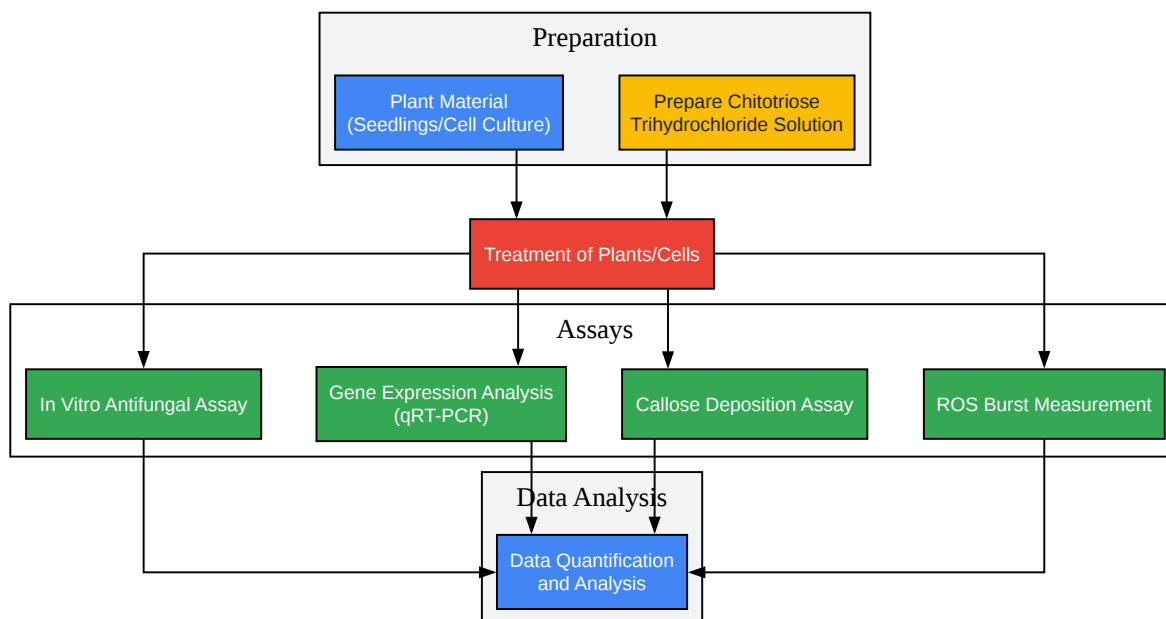 Preparation
Plant Material
(Seedlings/Cell Culture)
Prepare Chitotriose
Trihydrochloride Solution
Treatment of Plants/Cells
Assays
In Vitro Antifungal Assay
Gene Expression Analysis
(qRT-PCR)
Callose Deposition Assay
ROS Burst Measurement
Data Analysis
Data Quantification
and Analysis